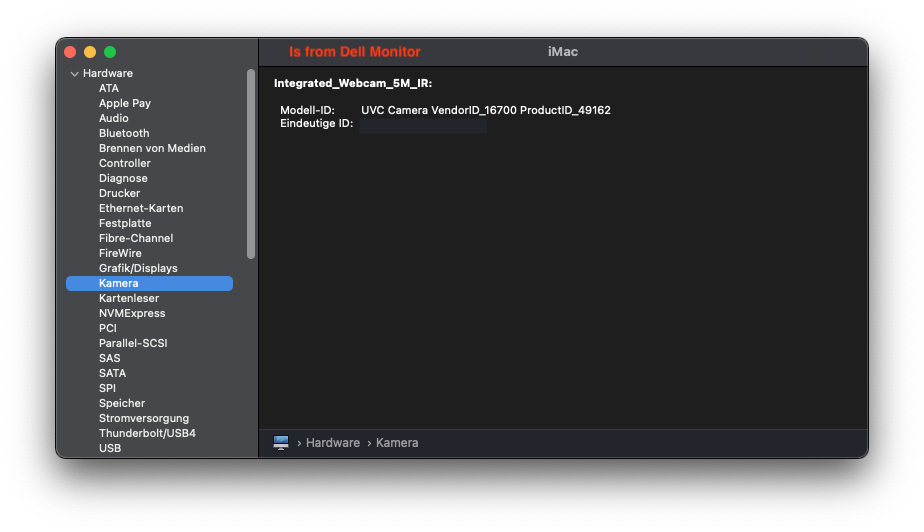 Is from Dell Monitor
iMac
Hardware
ATA
Apple Pay
Audio
Bluetooth
Brennen von Medien
Controller
Diagnose
Drucker
Ethernet-Karten
Festplatte
Fibre-Channel
FireWire
Grafik/Displays
Kamera
Kartenleser
NVMExpress
PCI
Parallel-SCSI
SAS
SATA
SPI
Speicher
Stromversorgung
Thunderbolt/USB4
USB
Integrated_Webcam_5M_IR:
Modell-ID: UVC Camera VendorID_16700 ProductID_49162
Eindeutige ID:
› Hardware › Kamera